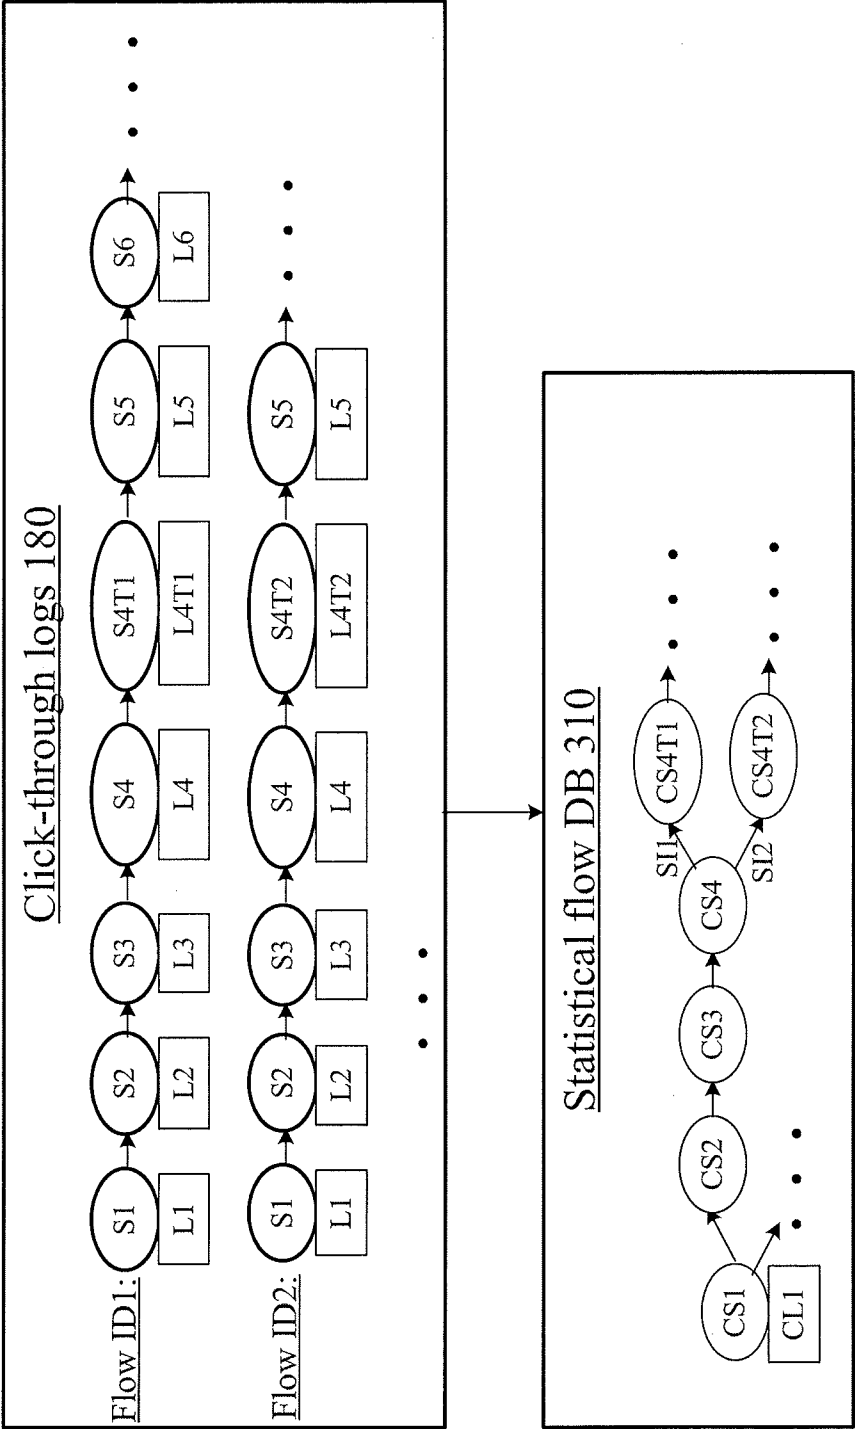 Click-through logs 180
Flow ID1:
S1 S2 S3 S4 S4T1 S5 S6
L1 L2 L3 L4 L4T1 L5 L6
Flow ID2:
S1 S2 S3 S4 S4T2 S5
L1 L2 L3 L4 L4T2 L5
Statistical flow DB 310
CS1 CS2 CS3 CS4
CL1
SI1 CS4T1
SI2 CS4T2